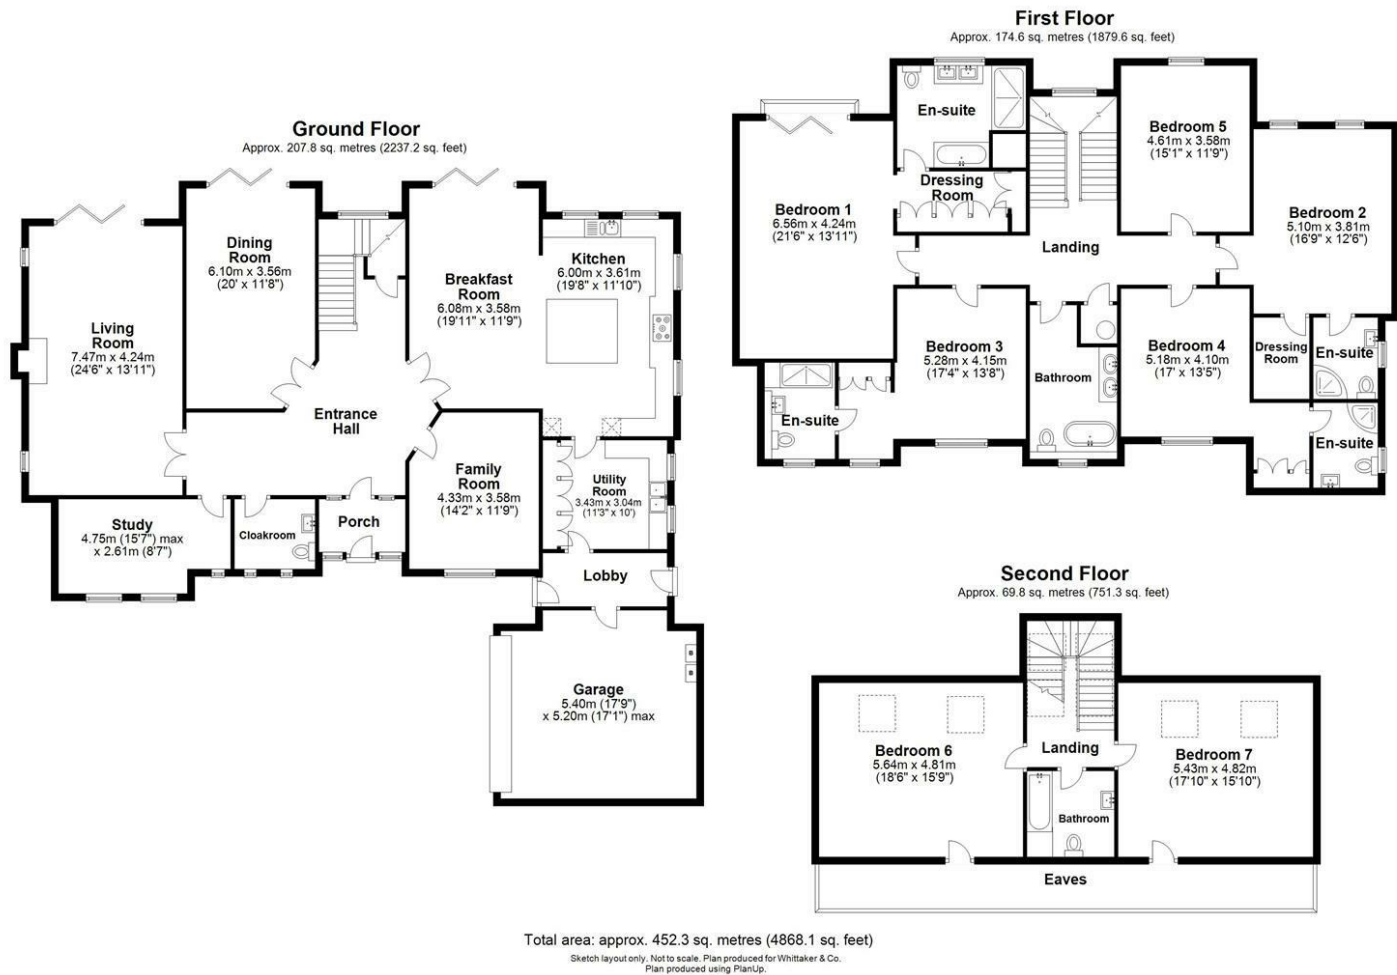 Ground Floor
Approx. 207.8 sq. metres (2237.2 sq. feet)
Living
Room
7.47m x 4.24m
(24'6" x 13'11")
Dining
Room
6.10m x 3.56m
(20' x 11'8")
Breakfast
Room
6.08m x 3.58m
(19'11" x 11'9")
Kitchen
6.00m x 3.61m
(19'8" x 11'10")
Entrance
Hall
Family
Room
4.33m x 3.58m
(14'2" x 11'9")
Utility
Room
3.43m x 3.04m
(11'3" x 10')
Study
4.75m (15'7") max
x 2.61m (8'7")
Cloakroom
Porch
Lobby
Garage
5.40m (17'9")
x 5.20m (17'1") max
First Floor
Approx. 174.6 sq. metres (1879.6 sq. feet)
En-suite
Bedroom 5
4.61m x 3.58m
(15'1" x 11'9")
Dressing
Room
Bedroom 1
6.56m x 4.24m
(21'6" x 13'11")
Bedroom 2
5.10m x 3.81m
(16'9" x 12'6")
Landing
Bedroom 3
5.28m x 4.15m
(17'4" x 13'8")
Bathroom
Bedroom 4
5.18m x 4.10m
(17' x 13'5")
Dressing
Room
En-suite
En-suite
En-suite
Second Floor
Approx. 69.8 sq. metres (751.3 sq. feet)
Bedroom 6
5.64m x 4.81m
(18'6" x 15'9")
Landing
Bedroom 7
5.43m x 4.82m
(17'10" x 15'10")
Bathroom
Eaves
Total area: approx. 452.3 sq. metres (4868.1 sq. feet)
Sketch layout only. Not to scale. Plan produced for Whittaker & Co.
Plan produced using PlanUp.